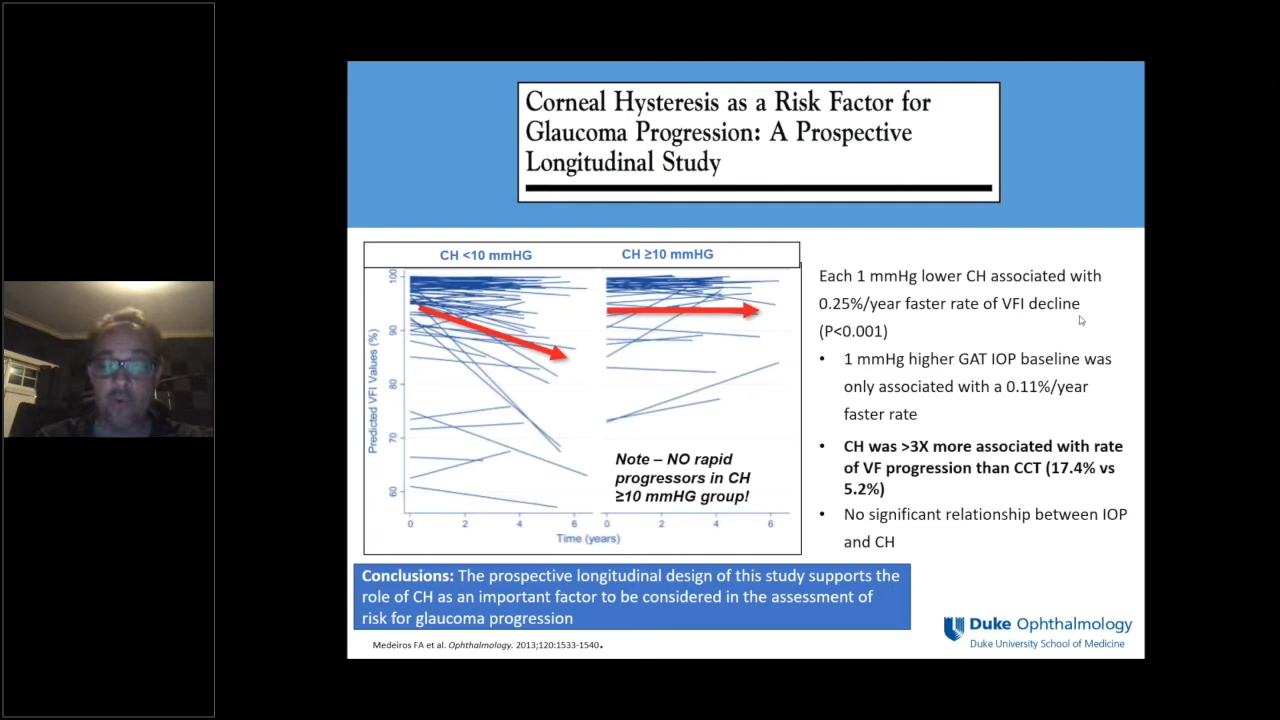 Corneal Hysteresis as a Risk Factor for
Glaucoma Progression: A Prospective
Longitudinal Study
CH <10 mmHG
CH ≥10 mmHG
Predicted VFI Values (%)
100
90
80
70
60
0
2
4
6
0
2
4
6
Time (years)
Note – NO rapid
progressors in CH
≥10 mmHG group!
Each 1 mmHg lower CH associated with
0.25%/year faster rate of VFI decline
(P<0.001)
• 1 mmHg higher GAT IOP baseline was
only associated with a 0.11%/year
faster rate
• CH was >3X more associated with rate
of VF progression than CCT (17.4% vs
5.2%)
• No significant relationship between IOP
and CH
Conclusions: The prospective longitudinal design of this study supports the
role of CH as an important factor to be considered in the assessment of
risk for glaucoma progression
Medeiros FA et al. Ophthalmology. 2013;120:1533-1540.
Duke Ophthalmology
Duke University School of Medicine